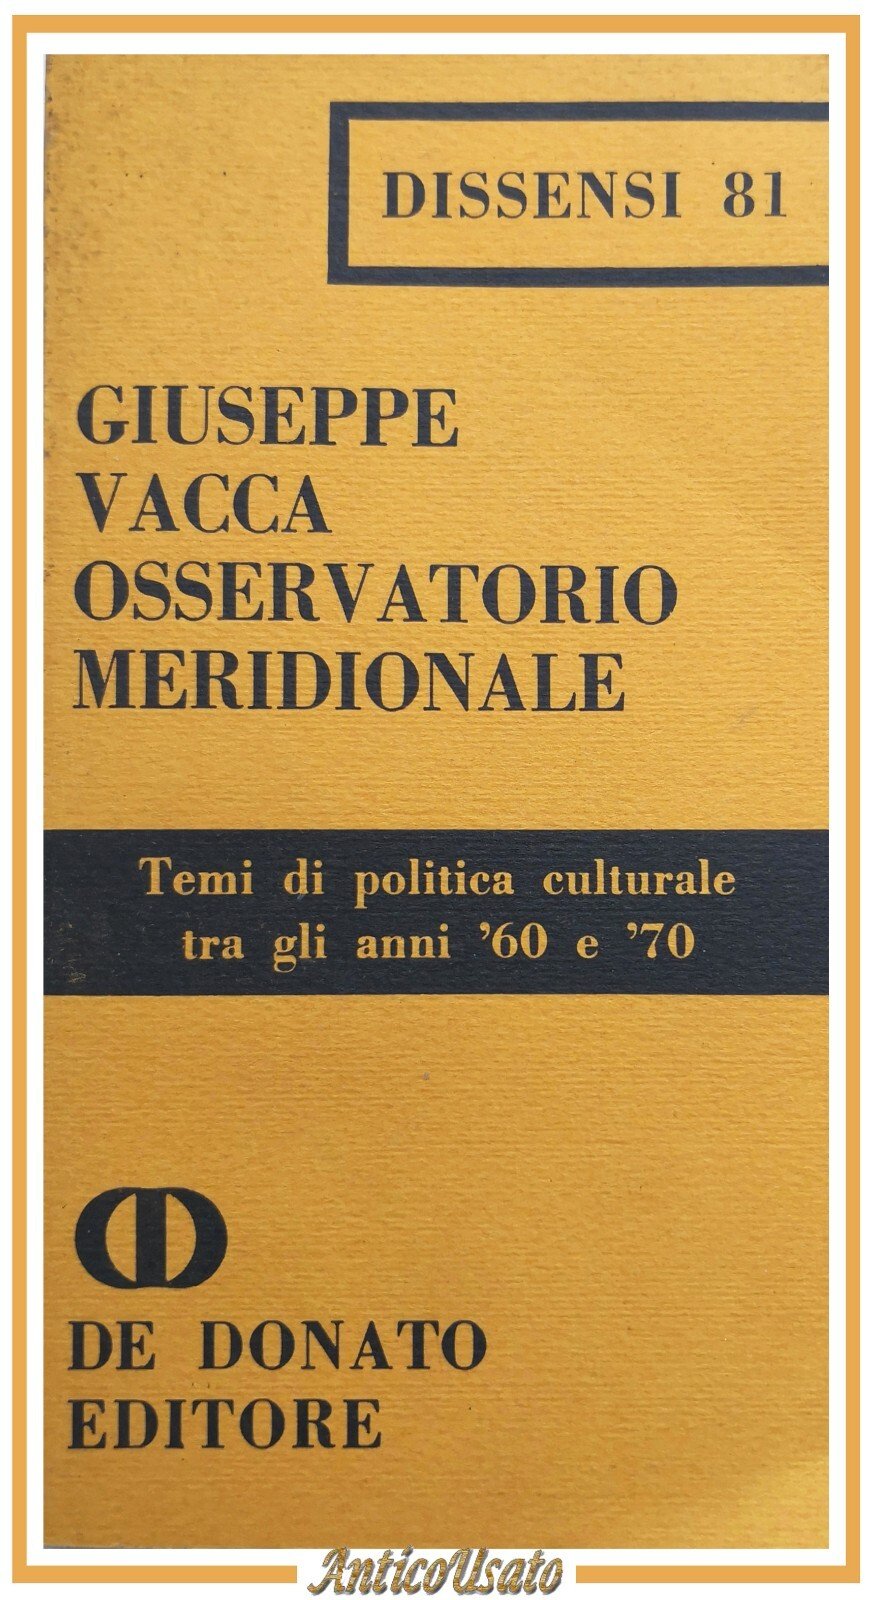 DISSENSI 81
GIUSEPPE
VACCA
OSSERVATORIO
MERIDIONALE
Temi di politica culturale
tra gli anni ’60 e ’70
DE DONATO
EDITORE
AnticoUsato